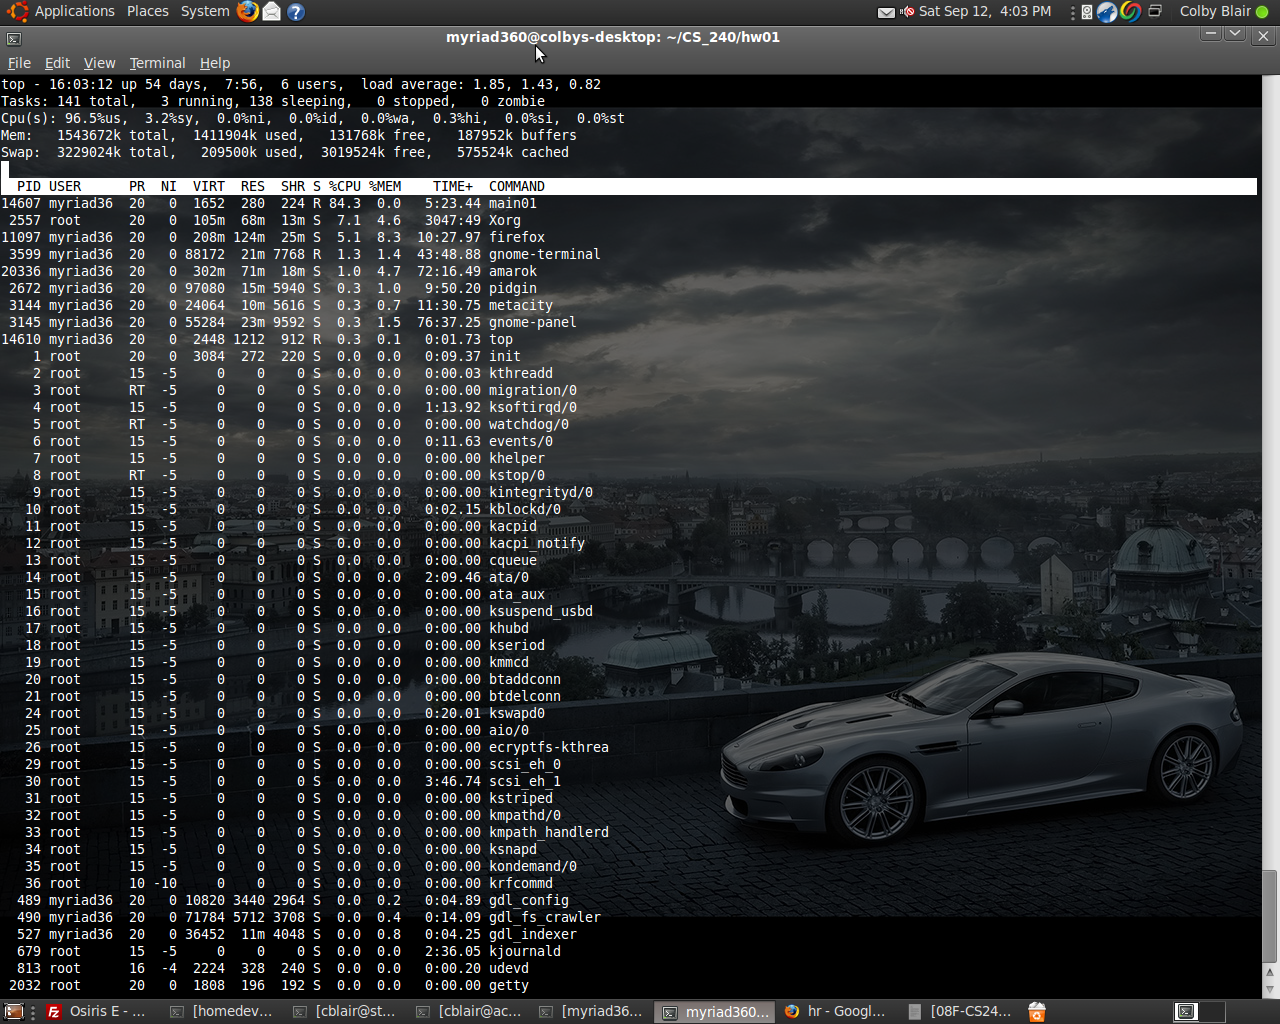 Applications Places System Sat Sep 12, 4:03 PM Colby Blair
myriad360@colbys-desktop: ~/CS_240/hw01
File Edit View Terminal Help
top - 16:03:12 up 54 days,  7:56,  6 users,  load average: 1.85, 1.43, 0.82
Tasks: 141 total,   3 running, 138 sleeping,   0 stopped,   0 zombie
Cpu(s): 96.5%us,  3.2%sy,  0.0%ni,  0.0%id,  0.0%wa,  0.3%hi,  0.0%si,  0.0%st
Mem:   1543672k total,  1411904k used,   131768k free,   187952k buffers
Swap:  3229024k total,   209500k used,  3019524k free,   575524k cached
PID USER      PR  NI  VIRT  RES  SHR S %CPU %MEM    TIME+  COMMAND
14607 myriad36  20   0  1652  280  224 R 84.3  0.0   5:23.44 main01
2557 root      20   0  105m  68m  13m S  7.1  4.6   3047:49 Xorg
11097 myriad36  20   0  208m 124m  25m S  5.1  8.3  10:27.97 firefox
3599 myriad36  20   0 88172  21m 7768 R  1.3  1.4  43:48.88 gnome-terminal
20336 myriad36  20   0  302m  71m  18m S  1.0  4.7  72:16.49 amarok
2672 myriad36  20   0 97080  15m 5940 S  0.3  1.0   9:50.20 pidgin
3144 myriad36  20   0 24064  10m 5616 S  0.3  0.7  11:30.75 metacity
3145 myriad36  20   0 55284  23m 9592 S  0.3  1.5  76:37.25 gnome-panel
14610 myriad36  20   0  2448 1212  912 R  0.3  0.1   0:01.73 top
1 root      20   0  3084  272  220 S  0.0  0.0   0:09.37 init
2 root      15  -5     0    0    0 S  0.0  0.0   0:00.03 kthreadd
3 root      RT  -5     0    0    0 S  0.0  0.0   0:00.00 migration/0
4 root      15  -5     0    0    0 S  0.0  0.0   1:13.92 ksoftirqd/0
5 root      RT  -5     0    0    0 S  0.0  0.0   0:00.00 watchdog/0
6 root      15  -5     0    0    0 S  0.0  0.0   0:11.63 events/0
7 root      15  -5     0    0    0 S  0.0  0.0   0:00.00 khelper
8 root      RT  -5     0    0    0 S  0.0  0.0   0:00.00 kstop/0
9 root      15  -5     0    0    0 S  0.0  0.0   0:00.00 kintegrityd/0
10 root      15  -5     0    0    0 S  0.0  0.0   0:02.15 kblockd/0
11 root      15  -5     0    0    0 S  0.0  0.0   0:00.00 kacpid
12 root      15  -5     0    0    0 S  0.0  0.0   0:00.00 kacpi_notify
13 root      15  -5     0    0    0 S  0.0  0.0   0:00.00 cqueue
14 root      15  -5     0    0    0 S  0.0  0.0   2:09.46 ata/0
15 root      15  -5     0    0    0 S  0.0  0.0   0:00.00 ata_aux
16 root      15  -5     0    0    0 S  0.0  0.0   0:00.00 ksuspend_usbd
17 root      15  -5     0    0    0 S  0.0  0.0   0:00.00 khubd
18 root      15  -5     0    0    0 S  0.0  0.0   0:00.00 kseriod
19 root      15  -5     0    0    0 S  0.0  0.0   0:00.00 kmmcd
20 root      15  -5     0    0    0 S  0.0  0.0   0:00.00 btaddconn
21 root      15  -5     0    0    0 S  0.0  0.0   0:00.00 btdelconn
24 root      15  -5     0    0    0 S  0.0  0.0   0:20.01 kswapd0
25 root      15  -5     0    0    0 S  0.0  0.0   0:00.00 aio/0
26 root      15  -5     0    0    0 S  0.0  0.0   0:00.00 ecryptfs-kthrea
29 root      15  -5     0    0    0 S  0.0  0.0   0:00.00 scsi_eh_0
30 root      15  -5     0    0    0 S  0.0  0.0   3:46.74 scsi_eh_1
31 root      15  -5     0    0    0 S  0.0  0.0   0:00.00 kstriped
32 root      15  -5     0    0    0 S  0.0  0.0   0:00.00 kmpathd/0
33 root      15  -5     0    0    0 S  0.0  0.0   0:00.00 kmpath_handlerd
34 root      15  -5     0    0    0 S  0.0  0.0   0:00.00 ksnapd
35 root      15  -5     0    0    0 S  0.0  0.0   0:00.00 kondemand/0
36 root      10 -10     0    0    0 S  0.0  0.0   0:00.00 krfcommd
489 myriad36  20   0 10820 3440 2964 S  0.0  0.2   0:04.89 gdl_config
490 myriad36  20   0 71784 5712 3708 S  0.0  0.4   0:14.09 gdl_fs_crawler
527 myriad36  20   0 36452  11m 4048 S  0.0  0.8   0:04.25 gdl_indexer
679 root      15  -5     0    0    0 S  0.0  0.0   2:36.05 kjournald
813 root      16  -4  2224  328  240 S  0.0  0.0   0:00.20 udevd
2032 root      20   0  1808  196  192 S  0.0  0.0   0:00.00 getty
Osiris E - ... [homedev... [cblair@st... [cblair@ac... [myriad36... myriad360... hr - Googl... [08F-CS24...